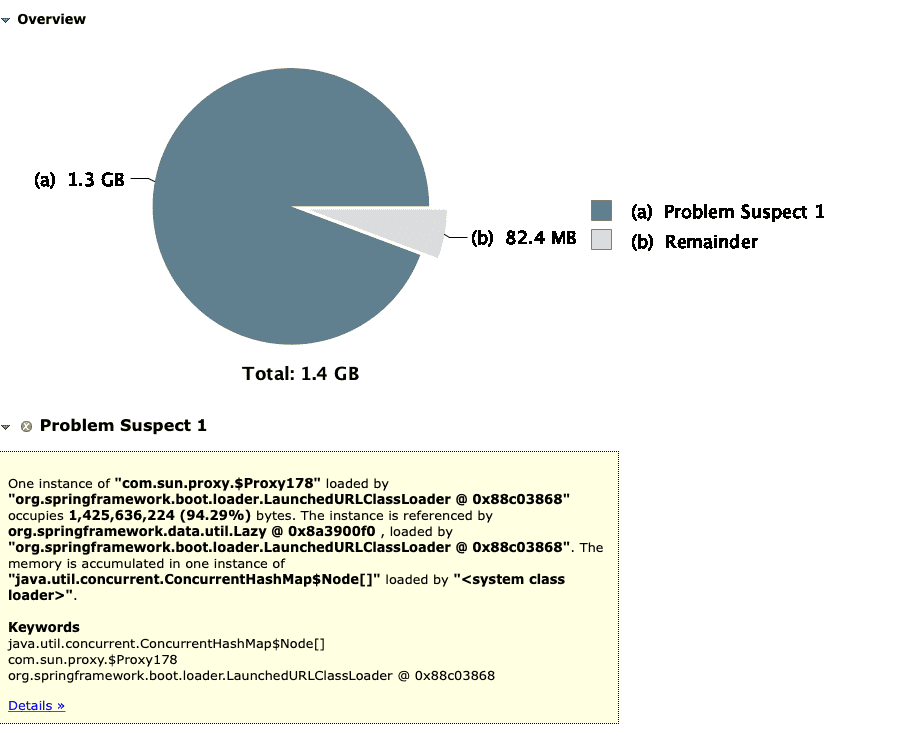 Overview
(a) 1.3 GB
(b) 82.4 MB
(a) Problem Suspect 1
(b) Remainder
Total: 1.4 GB
Problem Suspect 1
One instance of "com.sun.proxy.$Proxy178" loaded by
"org.springframework.boot.loader.LaunchedURLClassLoader @ 0x88c03868"
occupies 1,425,636,224 (94.29%) bytes. The instance is referenced by
org.springframework.data.util.Lazy @ 0x8a3900f0 , loaded by
"org.springframework.boot.loader.LaunchedURLClassLoader @ 0x88c03868". The
memory is accumulated in one instance of
"java.util.concurrent.ConcurrentHashMap$Node[]" loaded by "<system class
loader>".
Keywords
java.util.concurrent.ConcurrentHashMap$Node[]
com.sun.proxy.$Proxy178
org.springframework.boot.loader.LaunchedURLClassLoader @ 0x88c03868
Details »